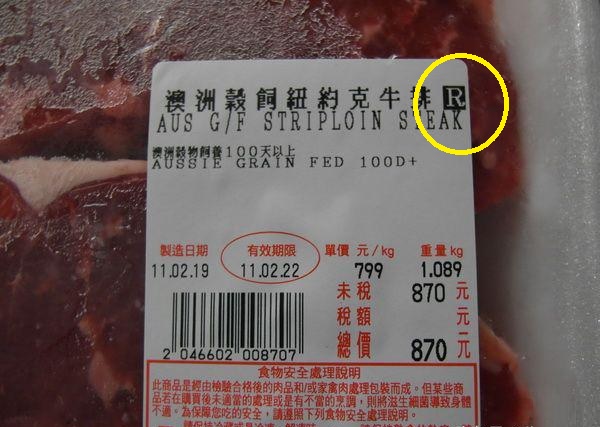 澳洲穀飼紐約克牛排 R
AUS G/F STRIPLOIN STEAK
澳洲穀物飼養100天以上
AUSSIE GRAIN FED 100D+
製造日期 有效期限 單價 元/kg 重量 kg
11.02.19 11.02.22 799 1.089
未稅 870 元
稅額 元
總價 870 元
2 046602 008707
食物安全處理說明
此商品是經由檢驗合格後的肉品和/或家禽肉處理包裝而成。但某些商
品若在購買後未適當的處理或是有不當的烹調，則將滋生細菌導致身體
不適。為保障您吃的安全，請遵照下列食物安全處理說明。